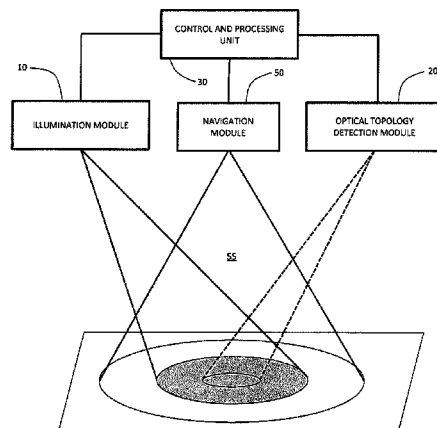 CONTROL AND PROCESSING
UNIT
10
30
50
20
ILLUMINATION MODULE
NAVIGATION
MODULE
OPTICAL TOPOLOGY
DETECTION MODULE
55